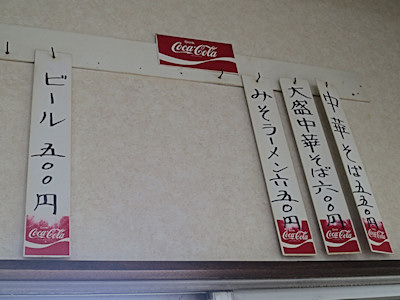 Drink
Coca-Cola
中華そば五五〇円
Coca-Cola
大盛中華そば六〇〇円
Coca-Cola
みそラーメン六五〇円
Coca-Cola
ビール 五〇〇円
Coca-Cola